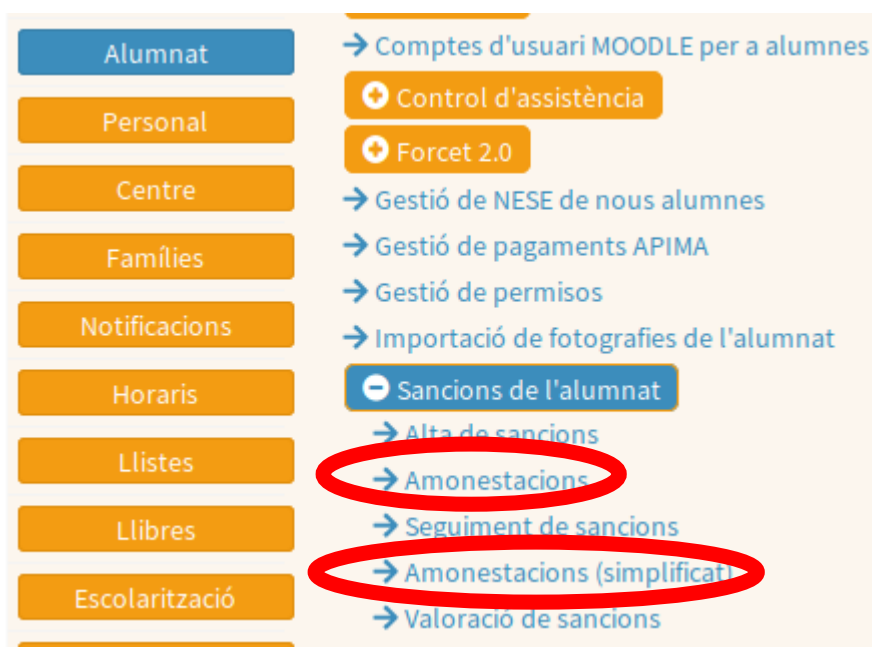 Alumnat
Personal
Centre
Famílies
Notificacions
Horaris
Llistes
Llibres
Escolarització
Comptes d'usuari MOODLE per a alumnes
Control d'assistència
Forcet 2.0
Gestió de NESE de nous alumnes
Gestió de pagaments APIMA
Gestió de permisos
Importació de fotografies de l'alumnat
Sancions de l'alumnat
Alta de sancions
Amonestacions
Seguiment de sancions
Amonestacions (simplificat)
Valoració de sancions